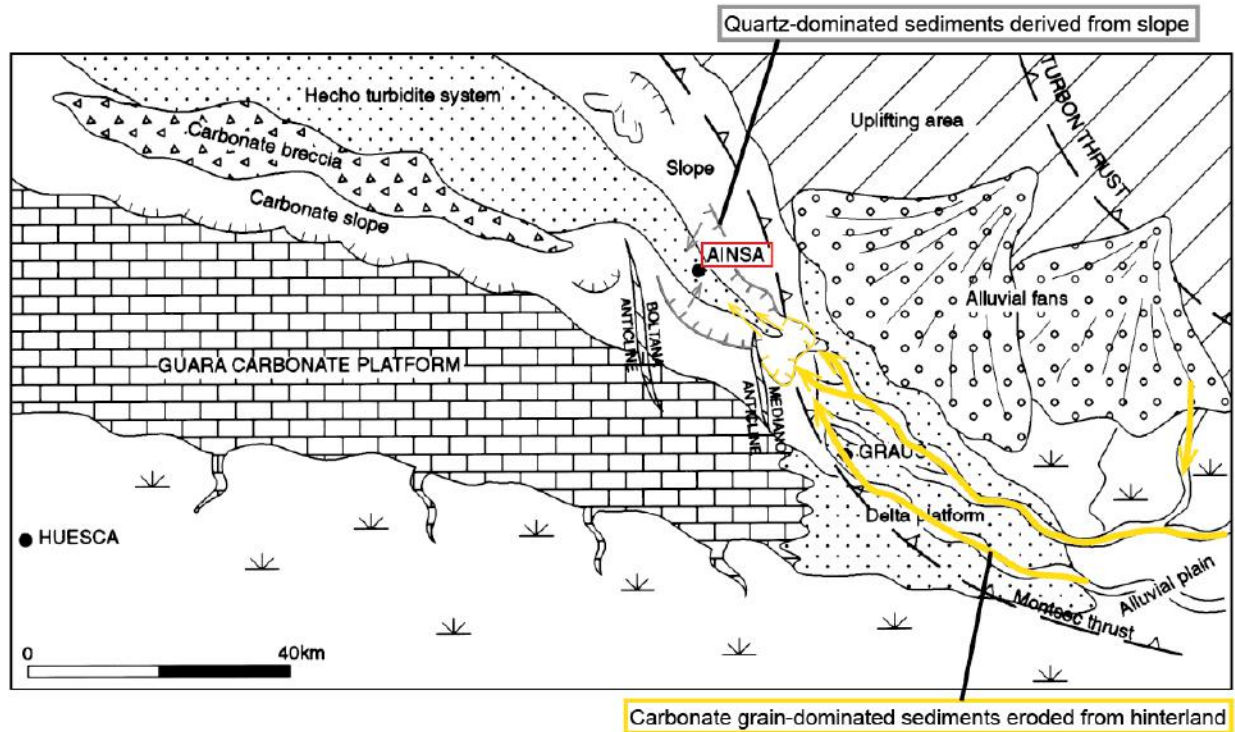 Quartz-dominated sediments derived from slope
Hecho turbidite system
Carbonate breccia
Carbonate slope
Slope
Uplifting area
TURBON THRUST
AINSA
Alluvial fans
BOLTANA
ANTICLINE
GUARA CARBONATE PLATFORM
MEDIANO
ANTICLINE
GRAUS
Delta platform
HUESCA
Alluvial plain
Montsec thrust
0
40km
Carbonate grain-dominated sediments eroded from hinterland